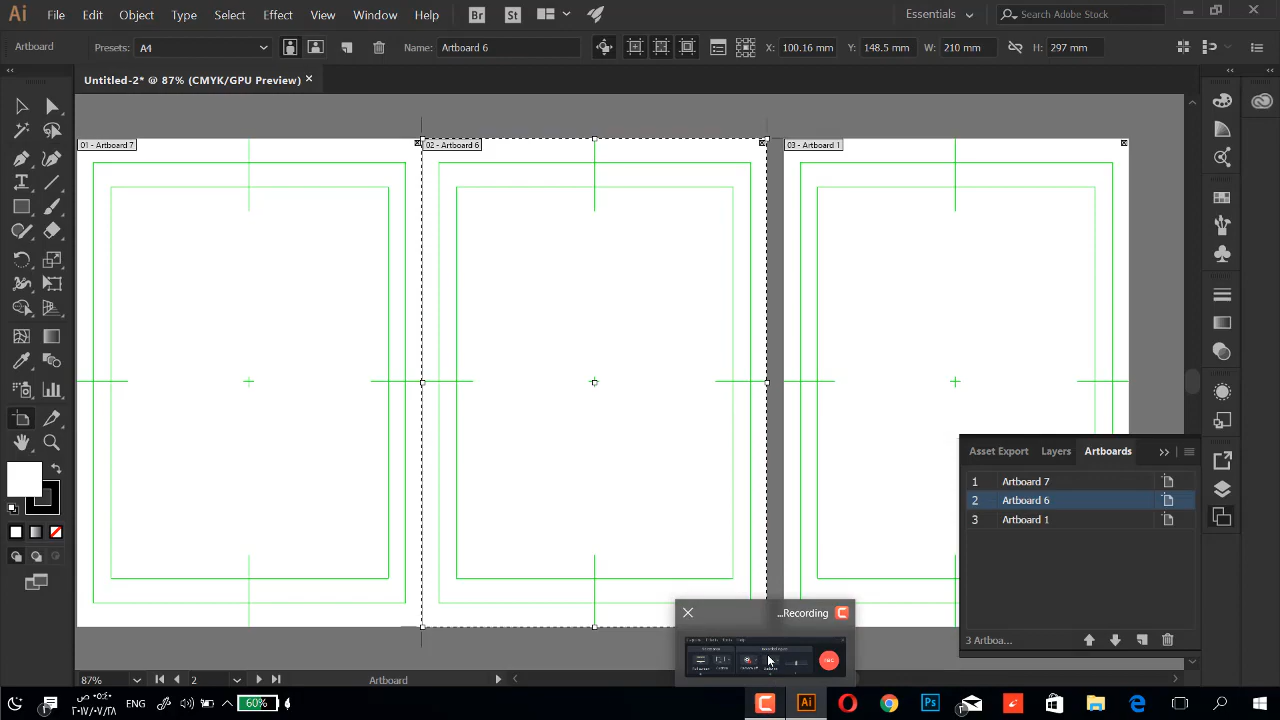 Ai File Edit Object Type Select Effect View Window Help Br St Essentials Search Adobe Stock
Artboard Presets: A4 Name: Artboard 6 X: 100.16 mm Y: 148.5 mm W: 210 mm H: 297 mm
Untitled-2* @ 87% (CMYK/GPU Preview)
01 - Artboard 7
02 - Artboard 6
03 - Artboard 1
Asset Export Layers Artboards
1 Artboard 7
2 Artboard 6
3 Artboard 1
3 Artboa...
...Recording
rec
87% 2 Artboard
60%
Ai Ps